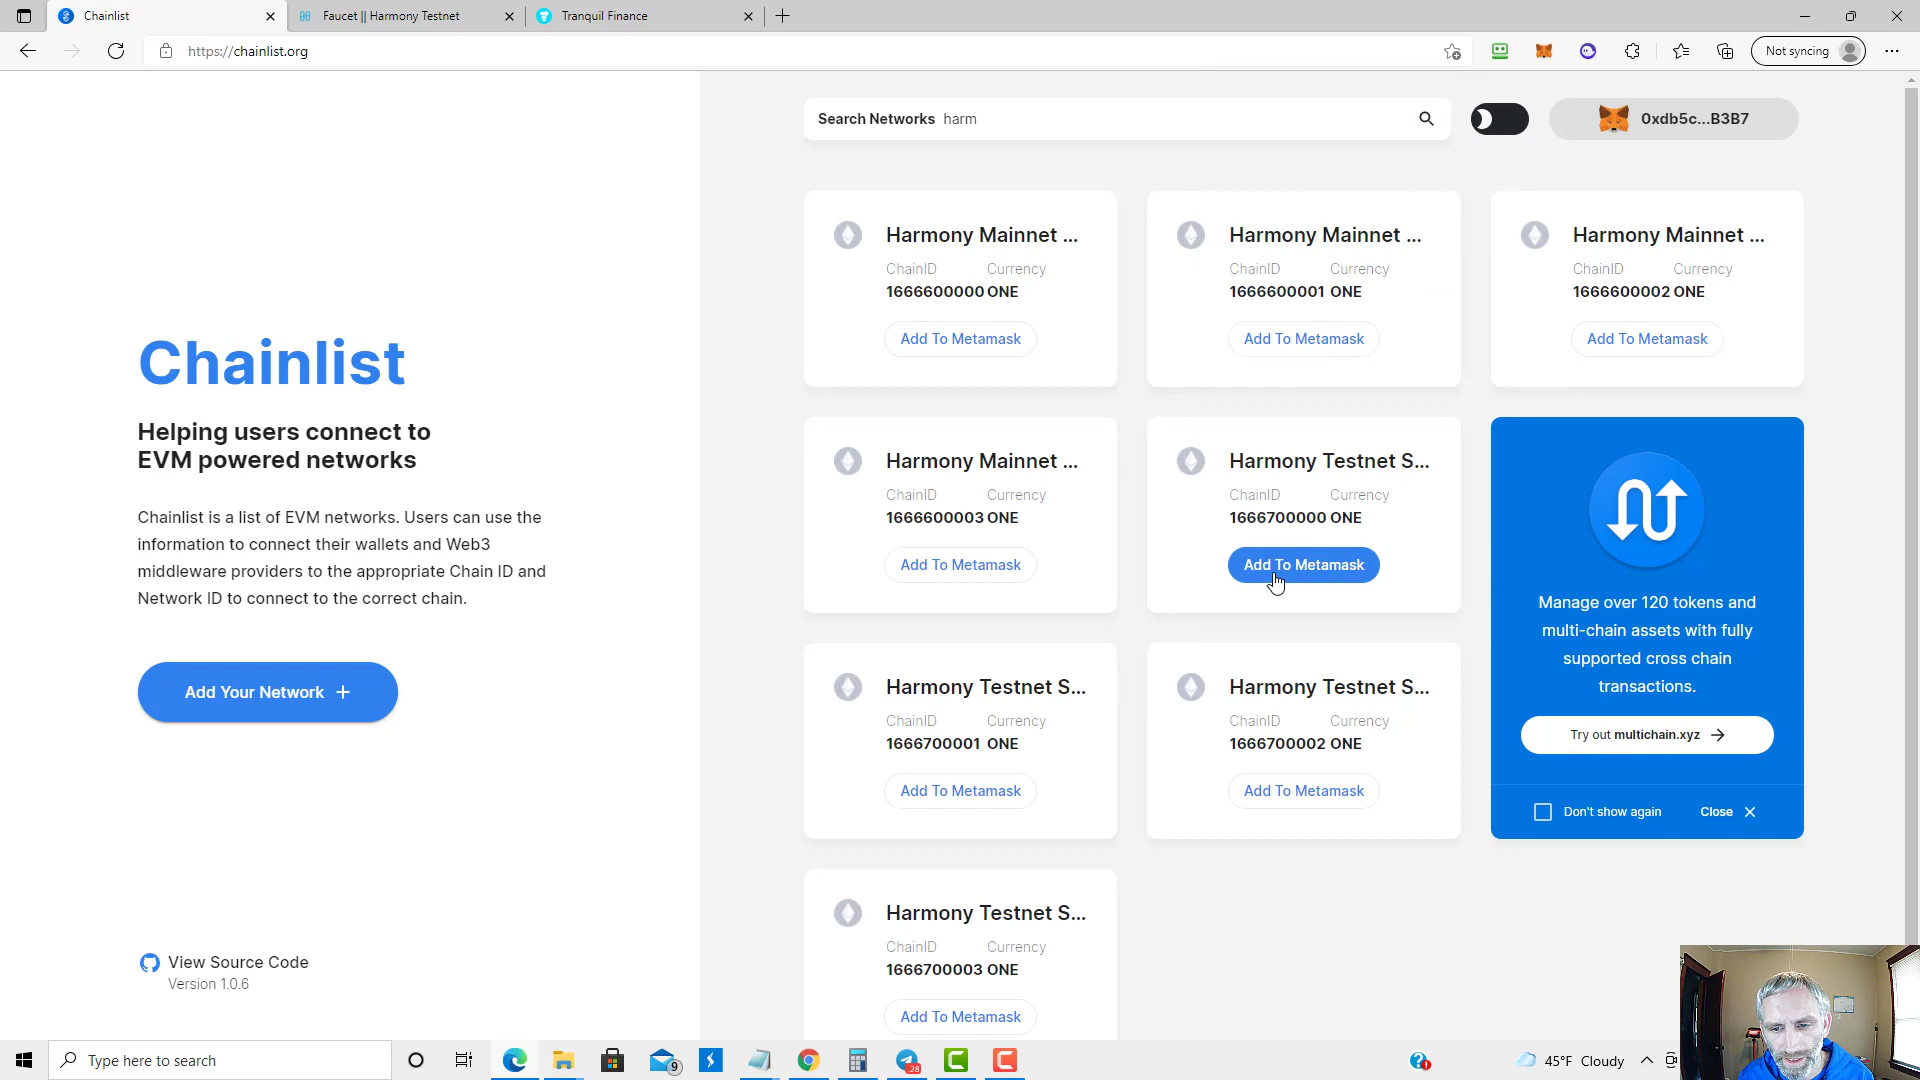 Chainlist
Faucet || Harmony Testnet
Tranquil Finance
https://chainlist.org
Not syncing
Search Networks harm
0xdb5c...B3B7
Harmony Mainnet ...
ChainID Currency
1666600000 ONE
Add To Metamask
Harmony Mainnet ...
ChainID Currency
1666600001 ONE
Add To Metamask
Harmony Mainnet ...
ChainID Currency
1666600002 ONE
Add To Metamask
Chainlist
Helping users connect to
EVM powered networks
Chainlist is a list of EVM networks. Users can use the
information to connect their wallets and Web3
middleware providers to the appropriate Chain ID and
Network ID to connect to the correct chain.
Add Your Network +
View Source Code
Version 1.0.6
Harmony Mainnet ...
ChainID Currency
1666600003 ONE
Add To Metamask
Harmony Testnet S...
ChainID Currency
1666700000 ONE
Add To Metamask
Manage over 120 tokens and
multi-chain assets with fully
supported cross chain
transactions.
Try out multichain.xyz
Don't show again
Close
Harmony Testnet S...
ChainID Currency
1666700001 ONE
Add To Metamask
Harmony Testnet S...
ChainID Currency
1666700002 ONE
Add To Metamask
Harmony Testnet S...
ChainID Currency
1666700003 ONE
Add To Metamask
Type here to search
9
28
45°F Cloudy